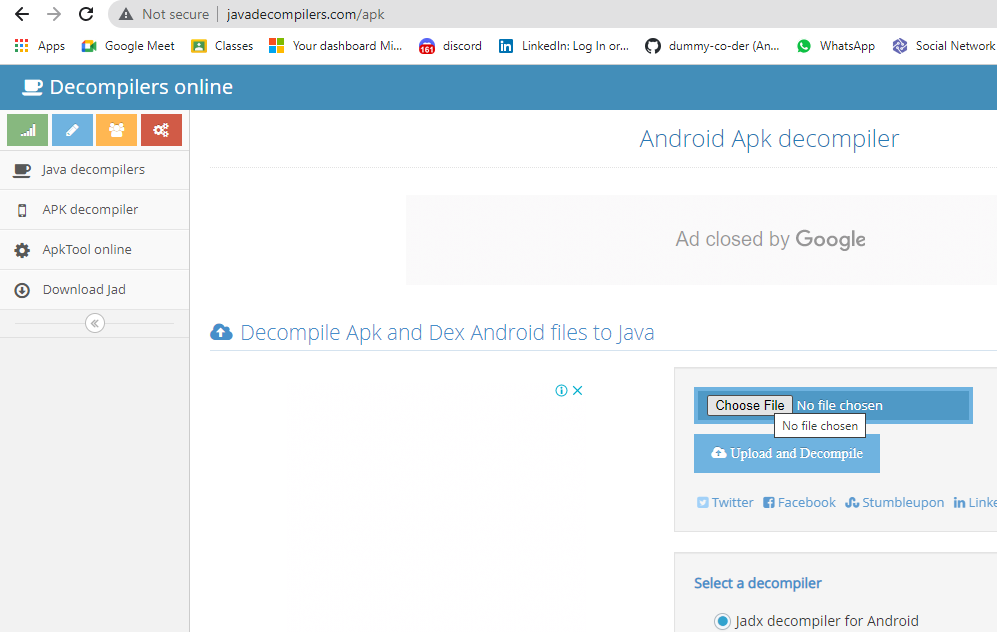 Not secure | javadecompilers.com/apk
Apps Google Meet Classes Your dashboard Mi... 161 discord LinkedIn: Log In or... dummy-co-der (An... WhatsApp Social Network
Decompilers online
Java decompilers
APK decompiler
ApkTool online
Download Jad
Android Apk decompiler
Ad closed by Google
Decompile Apk and Dex Android files to Java
Choose File No file chosen
No file chosen
Upload and Decompile
Twitter Facebook Stumbleupon Linke
Select a decompiler
Jadx decompiler for Android